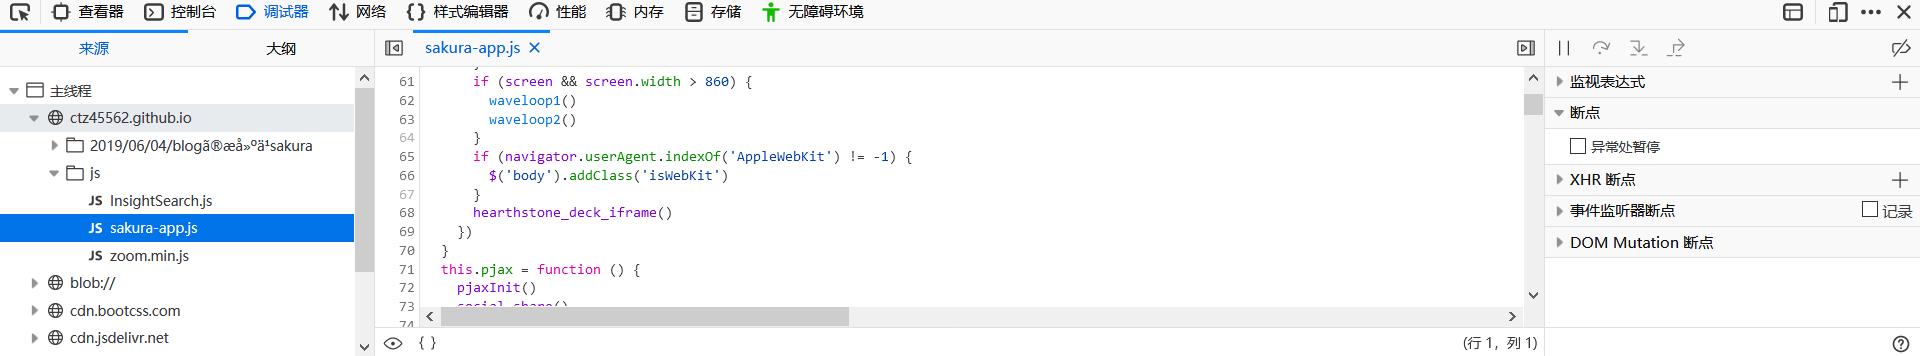 查看器 控制台 调试器 网络 样式编辑器 性能 内存 存储 无障碍环境
来源 大纲
主线程
ctz45562.github.io
2019/06/04/blogã®æå»ºä¹sakura
js
InsightSearch.js
sakura-app.js
zoom.min.js
blob://
cdn.bootcss.com
cdn.jsdelivr.net
sakura-app.js
61 if (screen && screen.width > 860) {
62 waveloop1()
63 waveloop2()
64 }
65 if (navigator.userAgent.indexOf('AppleWebKit') != -1) {
66 $('body').addClass('isWebKit')
67 }
68 hearthstone_deck_iframe()
69 })
70 }
71 this.pjax = function () {
72 pjaxInit()
73 social_share()
74
{ } (行 1，列 1)
监视表达式
断点
异常处暂停
XHR 断点
事件监听器断点 记录
DOM Mutation 断点